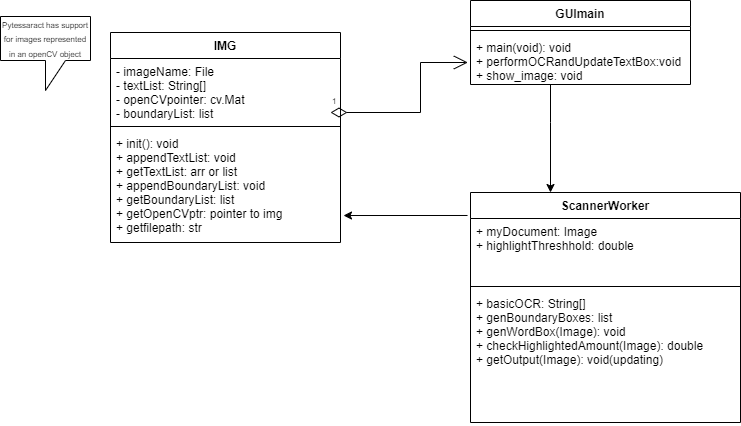 Pytessaract has support
for images represented
in an openCV object
IMG
- imageName: File
- textList: String[]
- openCVpointer: cv.Mat
- boundaryList: list
1
+ init(): void
+ appendTextList: void
+ getTextList: arr or list
+ appendBoundaryList: void
+ getBoundaryList: list
+ getOpenCVptr: pointer to img
+ getfilepath: str
GUImain
+ main(void): void
+ performOCRandUpdateTextBox:void
+ show_image: void
ScannerWorker
+ myDocument: Image
+ highlightThreshhold: double
+ basicOCR: String[]
+ genBoundaryBoxes: list
+ genWordBox(Image): void
+ checkHighlightedAmount(Image): double
+ getOutput(Image): void(updating)